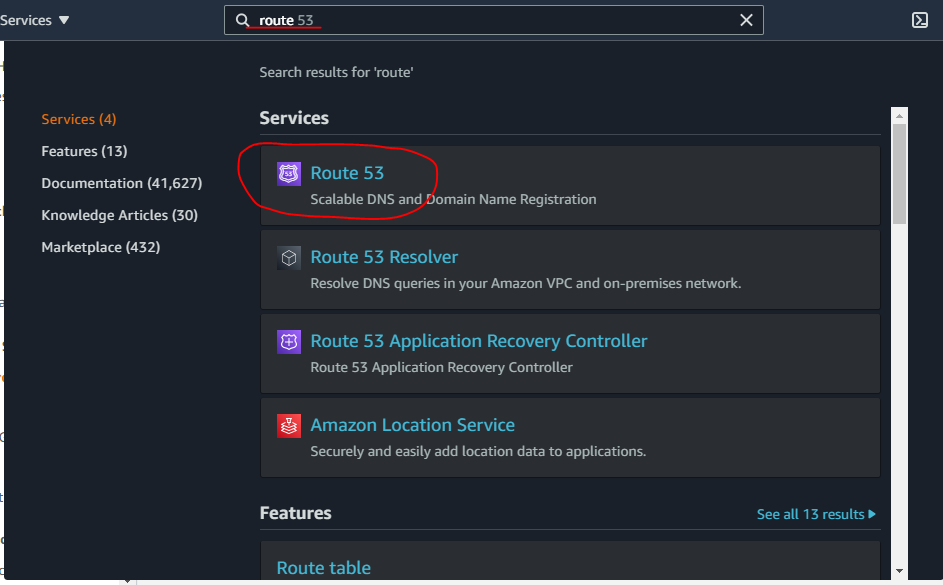 Services ▼
route 53
Search results for 'route'
Services (4)
Features (13)
Documentation (41,627)
Knowledge Articles (30)
Marketplace (432)
Services
53
Route 53
Scalable DNS and Domain Name Registration
Route 53 Resolver
Resolve DNS queries in your Amazon VPC and on-premises network.
Route 53 Application Recovery Controller
Route 53 Application Recovery Controller
Amazon Location Service
Securely and easily add location data to applications.
Features
See all 13 results
Route table